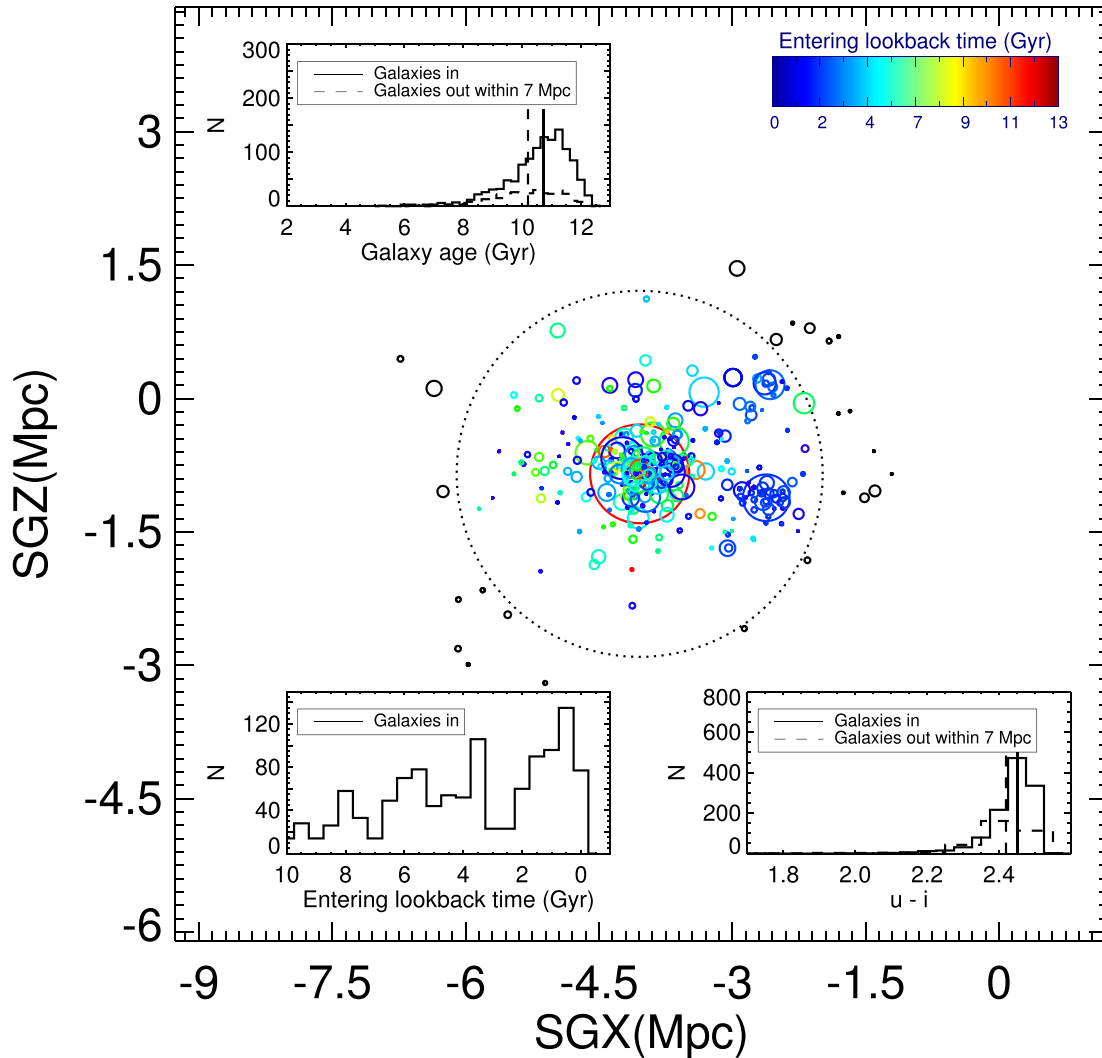 Entering lookback time (Gyr)
0 2 4 5 7 9 11 13
300
200
100
0
N
Galaxies in
Galaxies out within 7 Mpc
2 4 6 8 10 12
Galaxy age (Gyr)
3
1.5
0
-1.5
-3
-4.5
-6
SGZ(Mpc)
120
80
40
0
N
Galaxies in
10 8 6 4 2 0
Entering lookback time (Gyr)
800
600
400
200
0
N
Galaxies in
Galaxies out within 7 Mpc
1.8 2.0 2.2 2.4
u - i
-9 -7.5 -6 -4.5 -3 -1.5 0
SGX(Mpc)